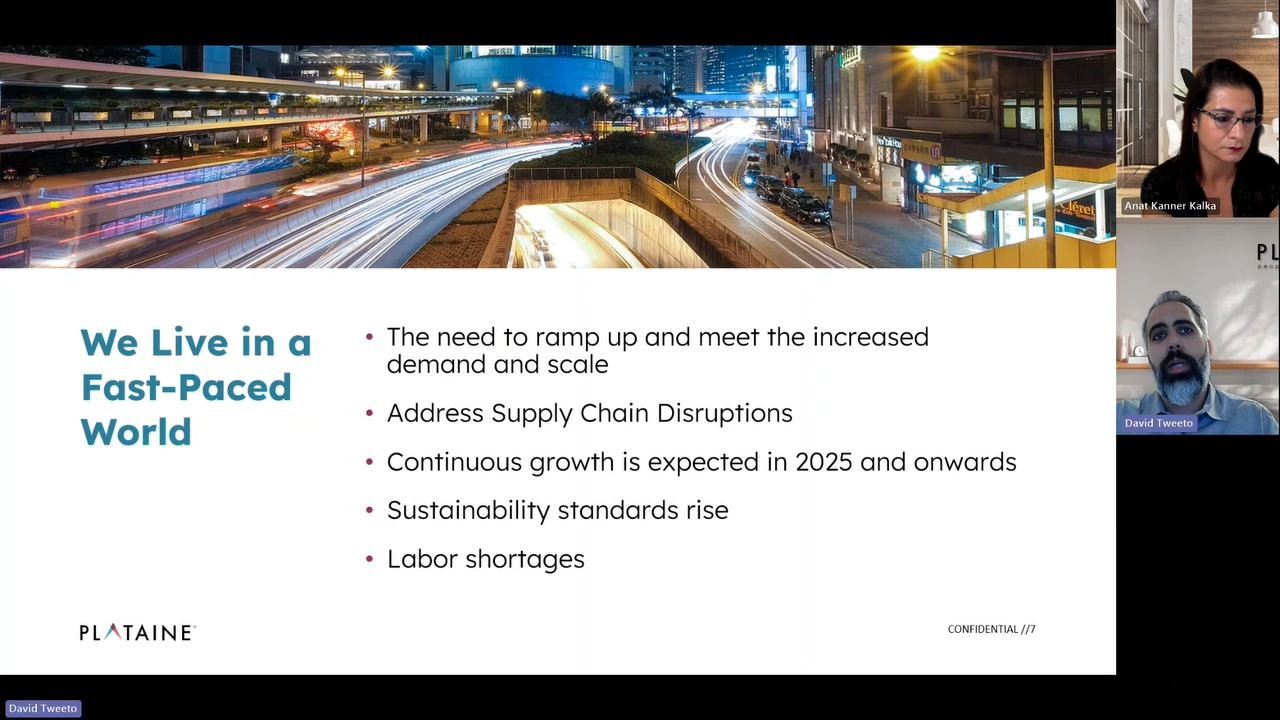 Cléret
Anat Kanner Kalka
PL
David Tweeto
We Live in a
Fast-Paced
World
• The need to ramp up and meet the increased
demand and scale
• Address Supply Chain Disruptions
• Continuous growth is expected in 2025 and onwards
• Sustainability standards rise
• Labor shortages
PLATAINE
CONFIDENTIAL //7
David Tweeto